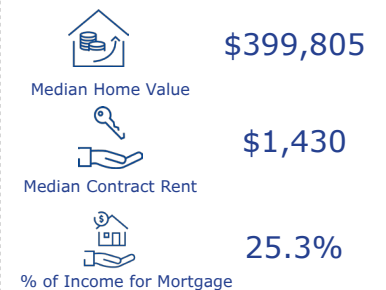 $399,805
Median Home Value
$1,430
Median Contract Rent
$
25.3%
% of Income for Mortgage